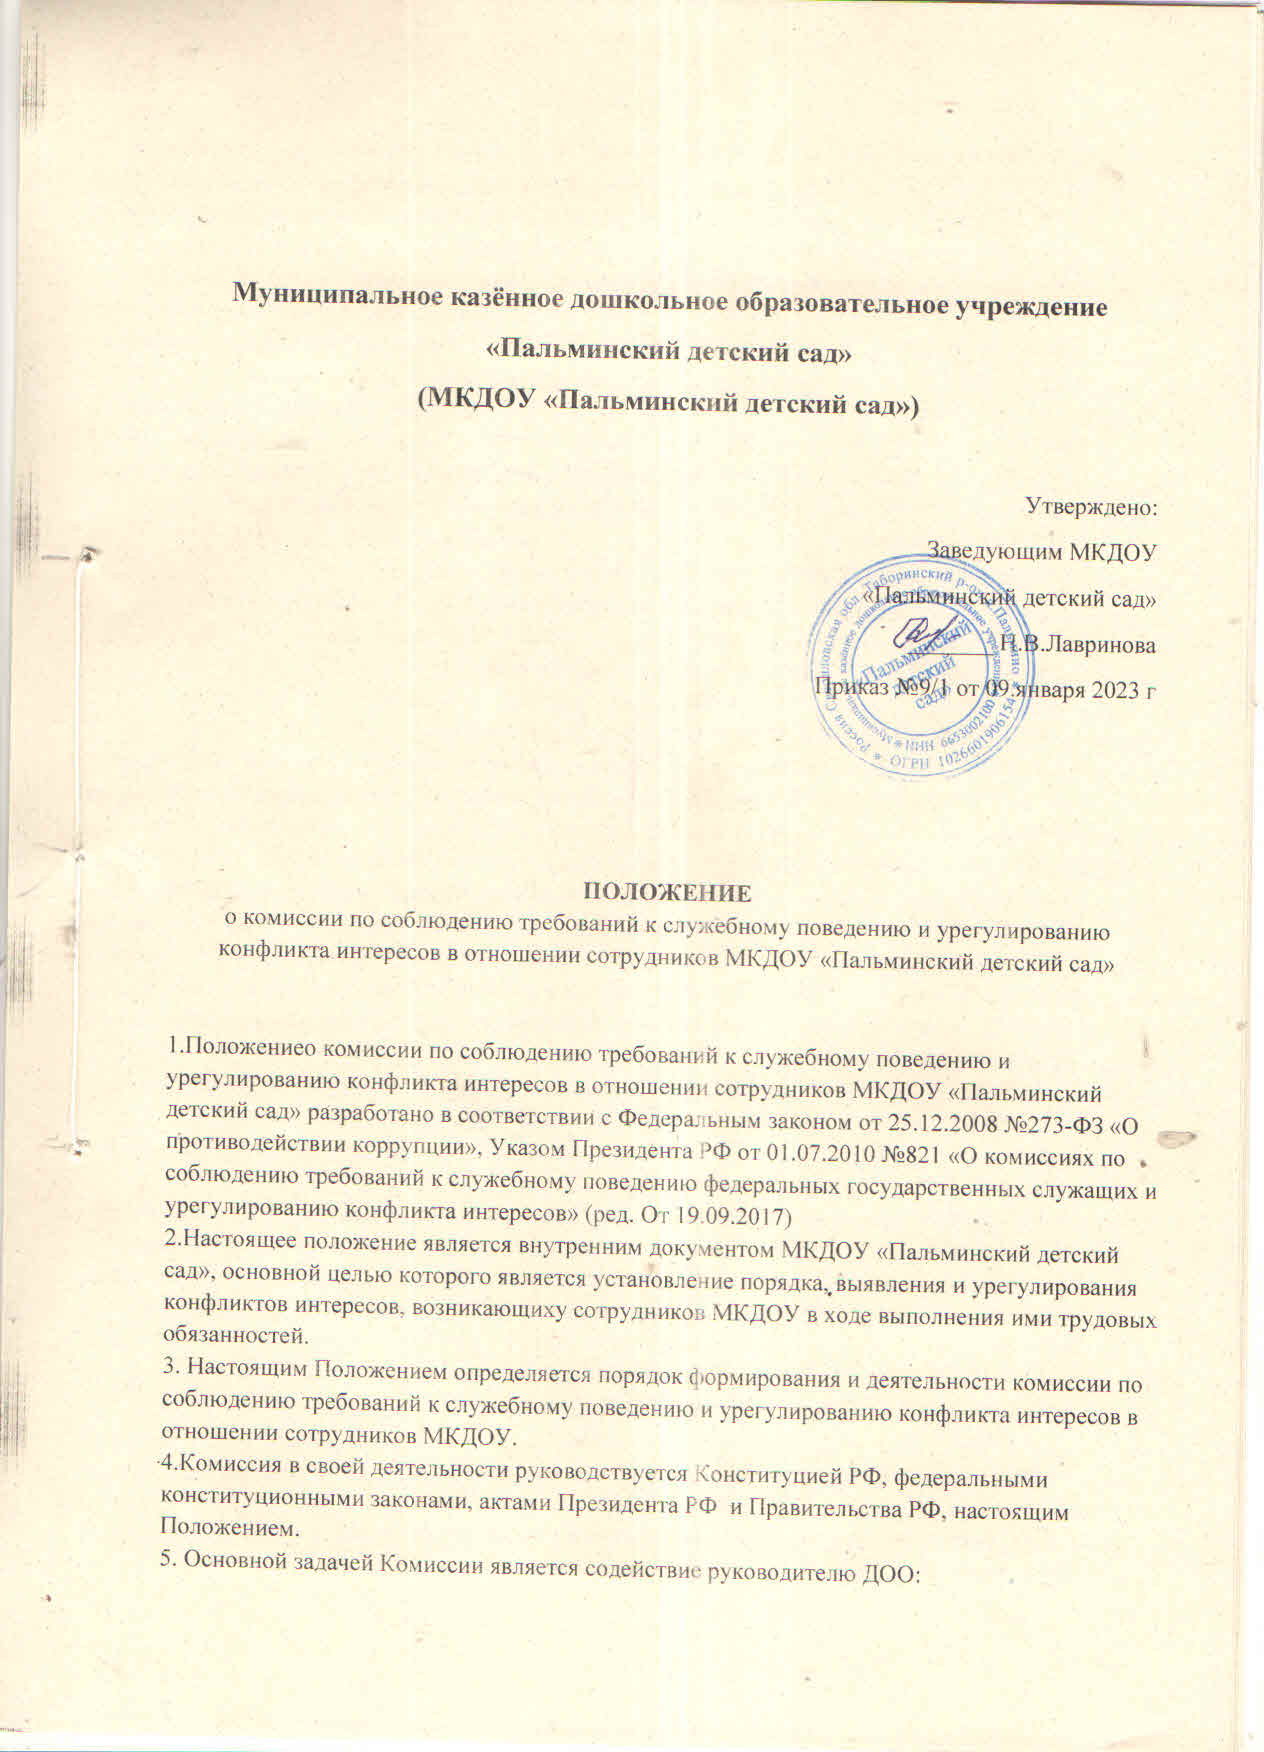 Муниципальное казённое дошкольное образовательное учреждение
«Пальминский детский сад»
(МКДОУ «Пальминский детский сад»)
Утверждено:
Заведующим МКДОУ
«Пальминский детский сад»
Н.В.Лавринова
Приказ №9/1 от 09.января 2023 г
«Пальминский
детский
сад»
ИНН 6653002100
ОГРН 1026601906154
ПОЛОЖЕНИЕ
о комиссии по соблюдению требований к служебному поведению и урегулированию
конфликта интересов в отношении сотрудников МКДОУ «Пальминский детский сад»
1.Положениео комиссии по соблюдению требований к служебному поведению и
урегулированию конфликта интересов в отношении сотрудников МКДОУ «Пальминский
детский сад» разработано в соответствии с Федеральным законом от 25.12.2008 №273-ФЗ «О
противодействии коррупции», Указом Президента РФ от 01.07.2010 №821 «О комиссиях по
соблюдению требований к служебному поведению федеральных государственных служащих и
урегулированию конфликта интересов» (ред. От 19.09.2017)
2.Настоящее положение является внутренним документом МКДОУ «Пальминский детский
сад», основной целью которого является установление порядка, выявления и урегулирования
конфликтов интересов, возникающиху сотрудников МКДОУ в ходе выполнения ими трудовых
обязанностей.
3. Настоящим Положением определяется порядок формирования и деятельности комиссии по
соблюдению требований к служебному поведению и урегулированию конфликта интересов в
отношении сотрудников МКДОУ.
4.Комиссия в своей деятельности руководствуется Конституцией РФ, федеральными
конституционными законами, актами Президента РФ и Правительства РФ, настоящим
Положением.
5. Основной задачей Комиссии является содействие руководителю ДОО: